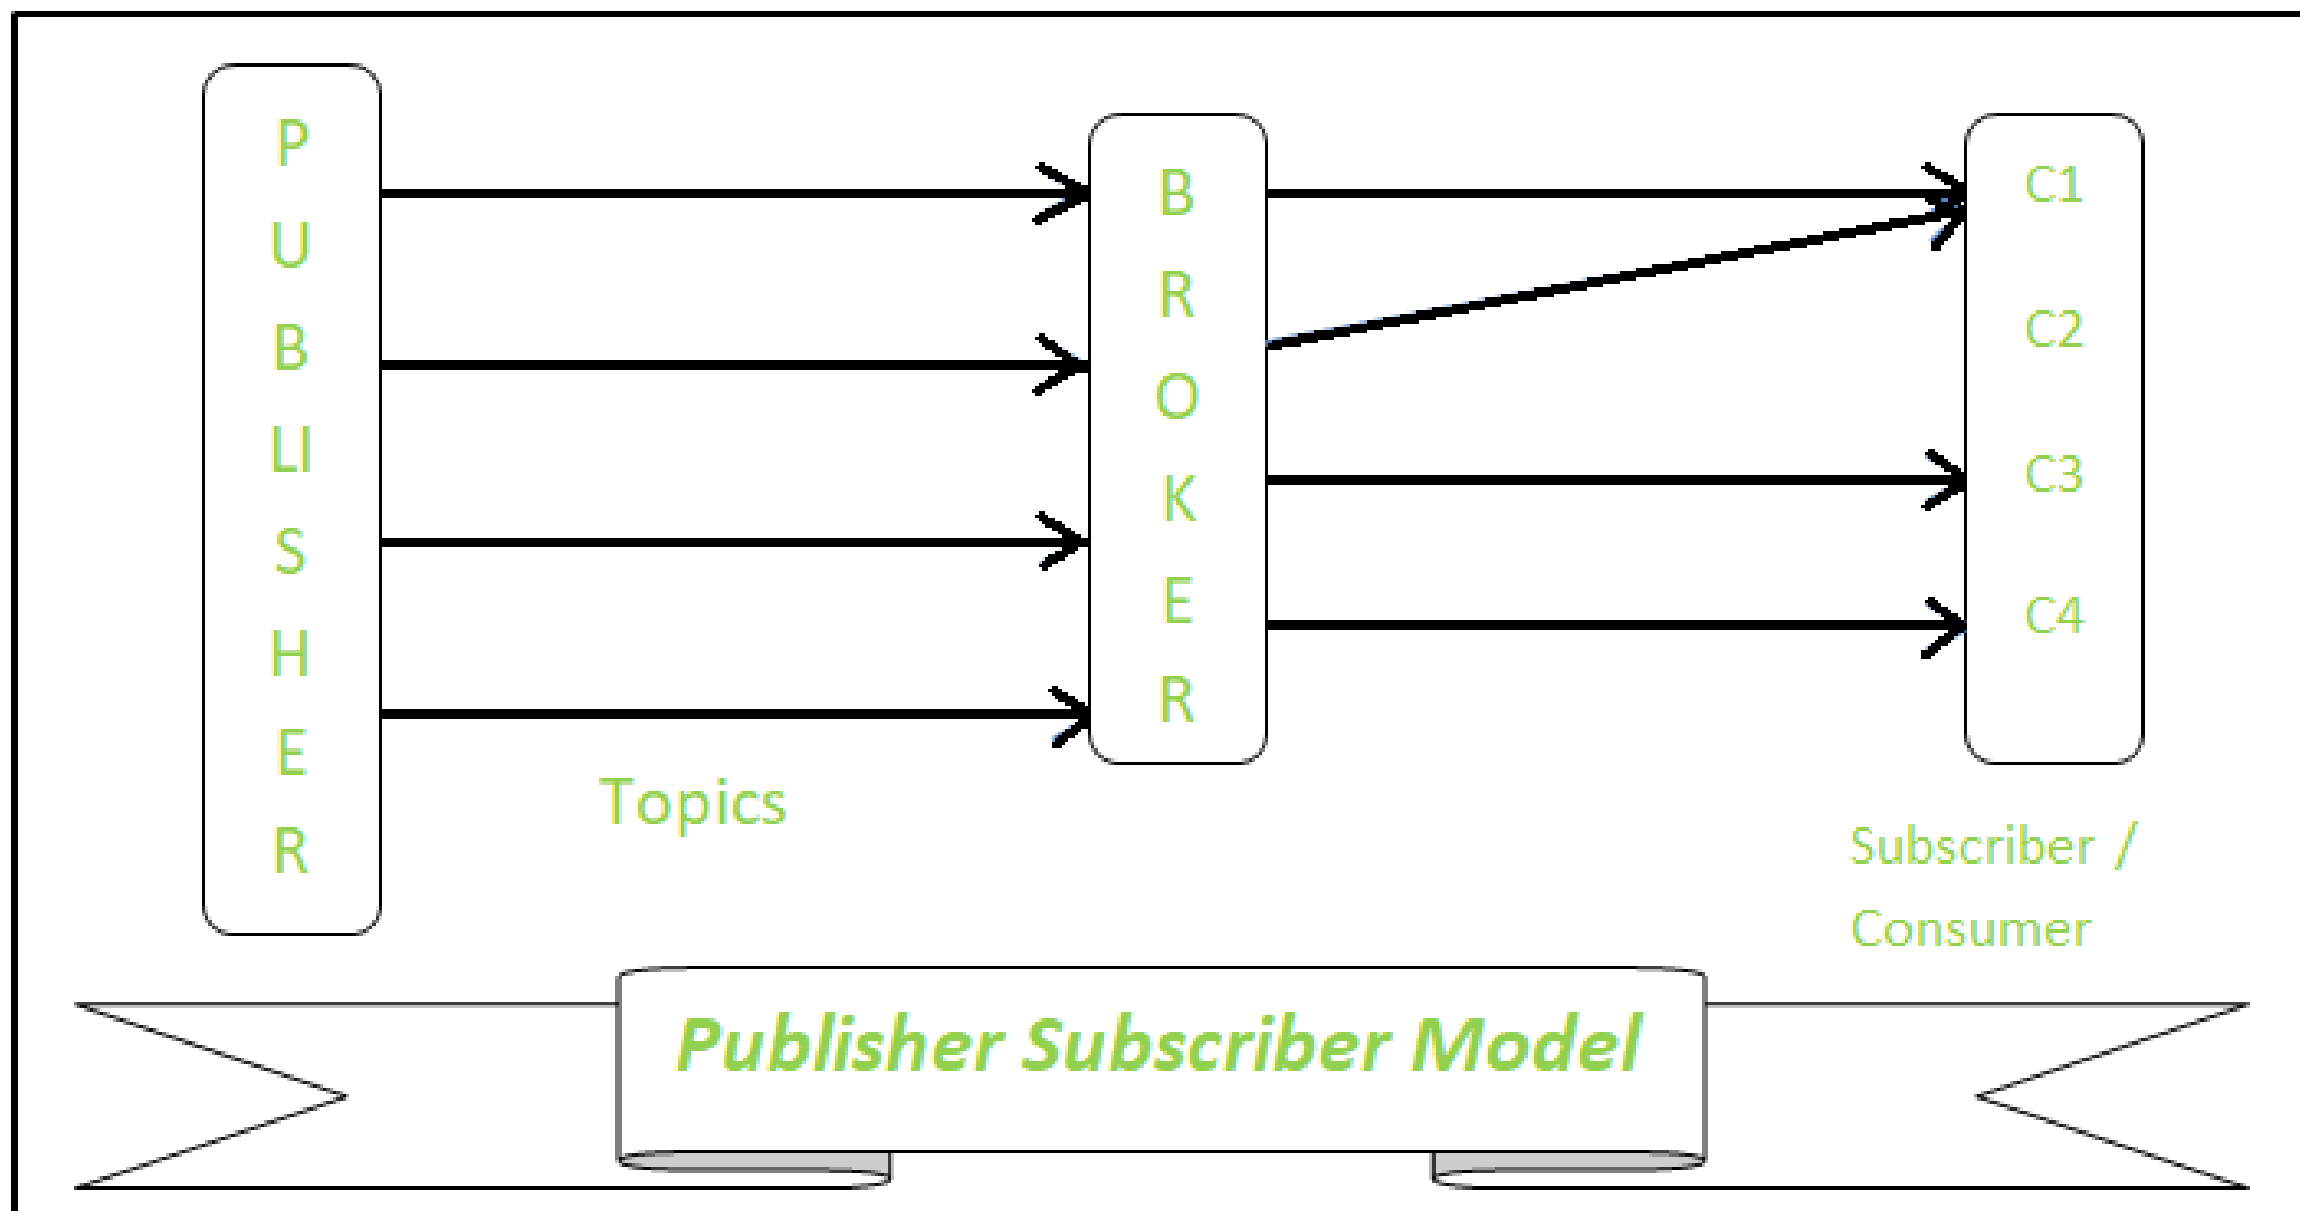 P
U
B
LI
S
H
E
R
B
R
O
K
E
R
C1
C2
C3
C4
Topics
Subscriber /
Consumer
Publisher Subscriber Model